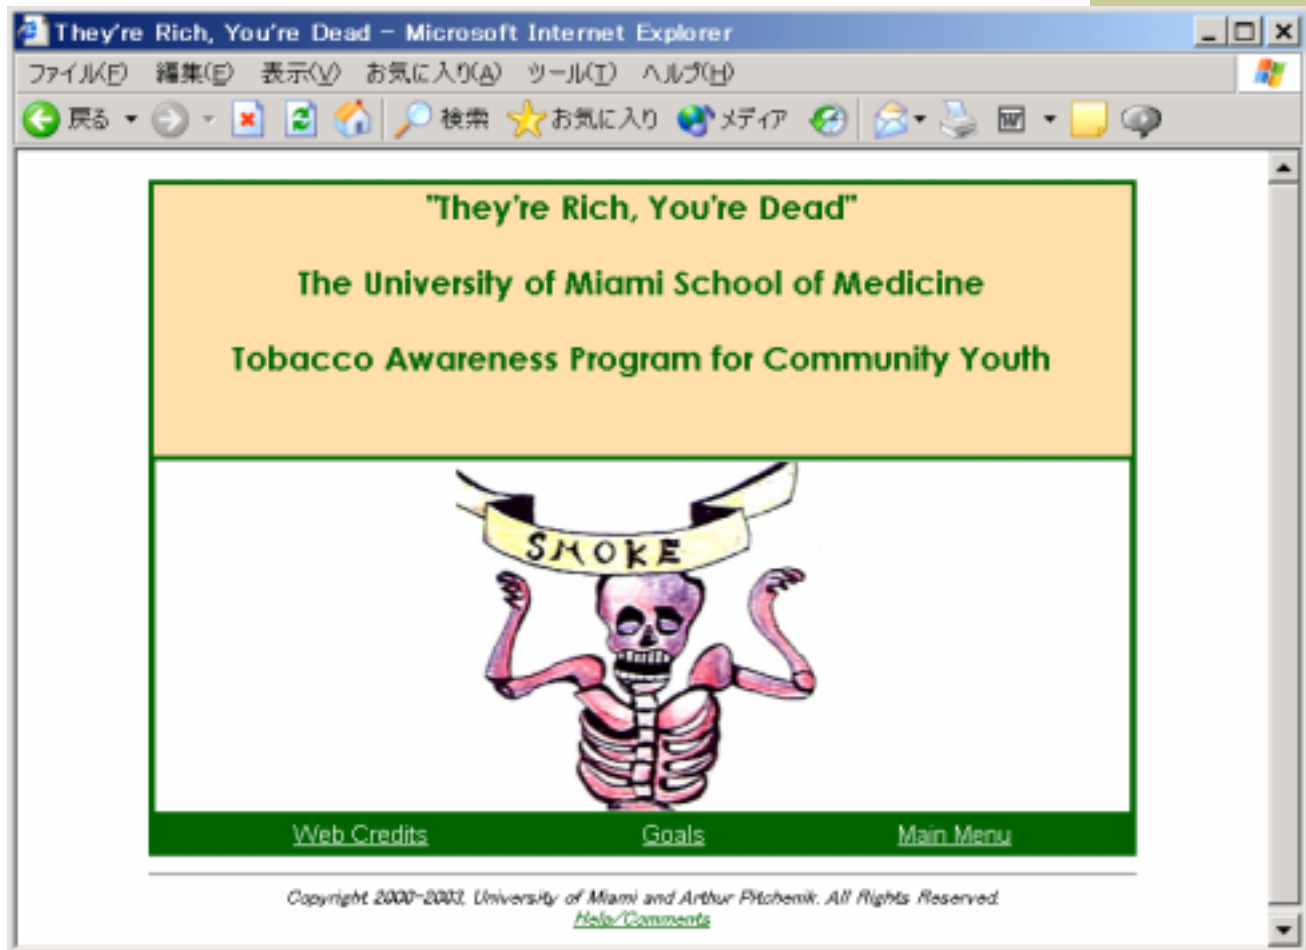 They're Rich, You're Dead - Microsoft Internet Explorer
ファイル(F) 編集(E) 表示(V) お気に入り(A) ツール(T) ヘルプ(H)
戻る 検索 お気に入り メディア
"They're Rich, You're Dead"
The University of Miami School of Medicine
Tobacco Awareness Program for Community Youth
SMOKE
Web Credits Goals Main Menu
Copyright 2000-2003, University of Miami and Arthur Pitchenik. All Rights Reserved.
Help/Comments